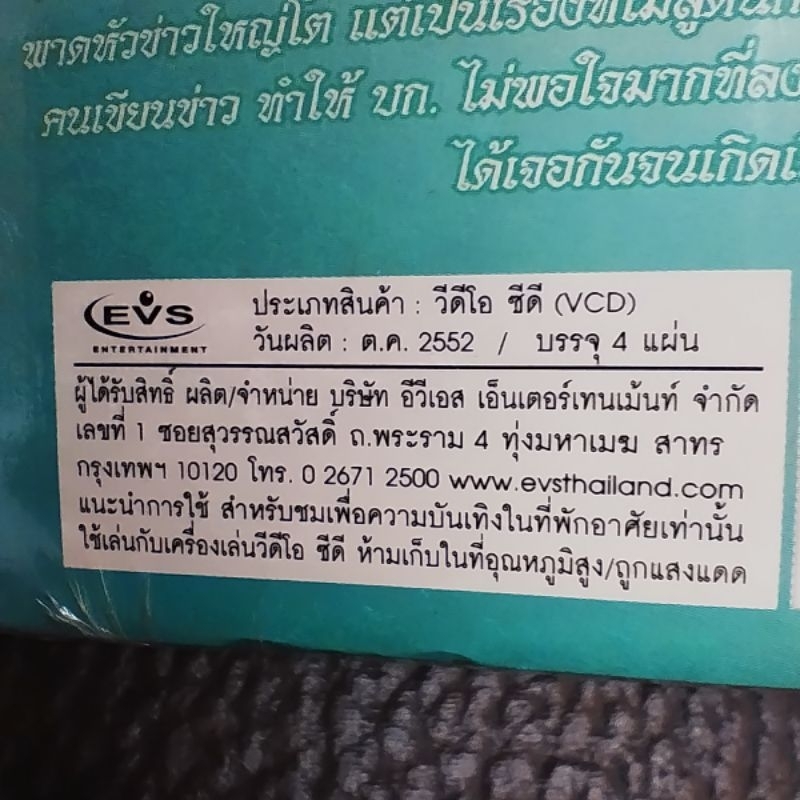 พาดหัวข่าวใหญ่โต แต่เป็นเรื่องที่ไม่สู้ดีนัก
คนเขียนข่าว ทำให้ บก. ไม่พอใจมากที่ลง
ได้เจอกันจนเกิด
EVS
ENTERTAINMENT
ประเภทสินค้า : วีดีโอ ซีดี (VCD)
วันผลิต : ต.ค. 2552 / บรรจุ 4 แผ่น
ผู้ได้รับสิทธิ์ ผลิต/จำหน่าย บริษัท อีวีเอส เอ็นเตอร์เทนเม้นท์ จำกัด
เลขที่ 1 ซอยสุวรรณสวัสดิ์ ถ.พระราม 4 ทุ่งมหาเมฆ สาทร
กรุงเทพฯ 10120 โทร. 0 2671 2500 www.evsthailand.com
แนะนำการใช้ สำหรับชมเพื่อความบันเทิงในที่พักอาศัยเท่านั้น
ใช้เล่นกับเครื่องเล่นวีดีโอ ซีดี ห้ามเก็บในที่อุณหภูมิสูง/ถูกแสงแดด